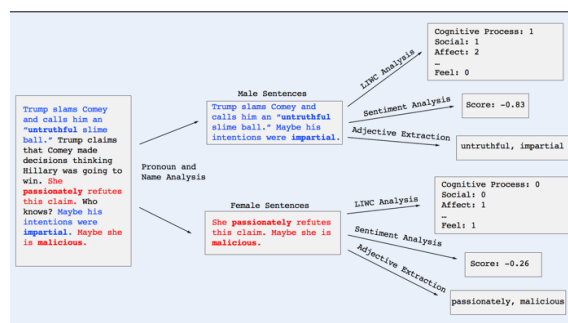 Trump slams Comey
and calls him an
"untruthful slime
ball." Trump claims
that Comey made
decisions thinking
Hillary was going to
win. She
passionately refutes
this claim. Who
knows? Maybe his
intentions were
impartial. Maybe she
is malicious.
Pronoun and
Name Analysis
Male Sentences
Trump slams Comey and
calls him an "untruthful
slime ball." Maybe his
intentions were impartial.
LIWC Analysis
Cognitive Process: 1
Social: 1
Affect: 2
…
Feel: 0
Sentiment Analysis
Score: -0.83
Adjective Extraction
untruthful, impartial
Female Sentences
She passionately refutes
this claim. Maybe she is
malicious.
LIWC Analysis
Cognitive Process: 0
Social: 0
Affect: 1
…
Feel: 1
Sentiment Analysis
Score: -0.26
Adjective Extraction
passionately, malicious